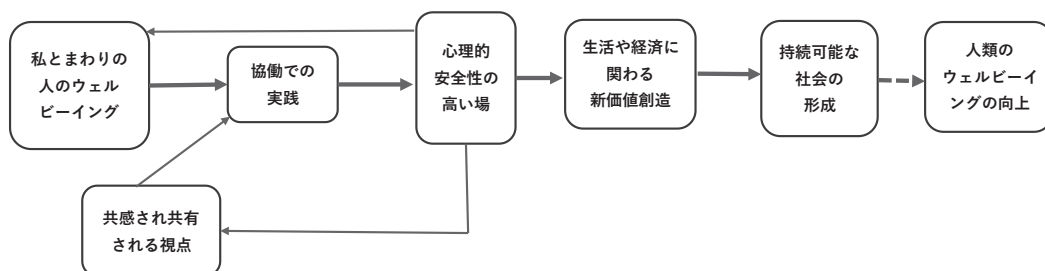 私とまわりの
人のウェル
ビーイング
協働での
実践
心理的
安全性の
高い場
生活や経済に
関わる
新価値創造
持続可能な
社会の
形成
人類の
ウェルビーイ
ングの向上
共感され共有
される視点